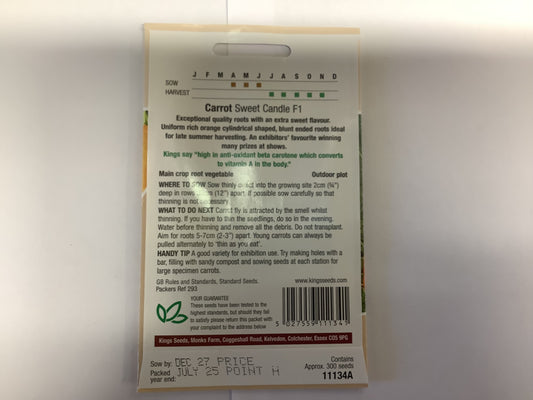 J F M A M J J A S O N D
SOW
HARVEST
Carrot Sweet Candle F1
Exceptional quality roots with an extra sweet flavour.
Uniform rich orange cylindrical shaped, blunt ended roots ideal
for late summer harvesting. An exhibitors' favourite winning
many prizes at shows.
Kings say "high in anti-oxidant beta carotene which converts
to vitamin A in the body."
Main crop root vegetable Outdoor plot
WHERE TO SOW Sow thinly direct into the growing site 2cm (¾")
deep in rows (12") apart. If possible sow carefully so that
thinning is not necessary.
WHAT TO DO NEXT Carrot fly is attracted by the smell whilst
thinning. If you have to thin the seedlings, do so in the evening.
Water before thinning and remove all the debris. Do not transplant.
Aim for roots 5-7cm (2-3") apart. Young carrots can always be
pulled alternately to 'thin as you eat'.
HANDY TIP A good variety for exhibition use. Try making holes with a
bar, filling with sandy compost and sowing seeds at each station for
large specimen carrots.
GB Rules and Standards, Standard Seeds.
Packers Ref 293
www.kingsseeds.com
YOUR GUARANTEE
These seeds have been tested to the
highest standards, but should they fail
to satisfy please return this packet with
your complaint to the address below
5 027559 111341
Kings Seeds, Monks Farm, Coggeshall Road, Kelvedon, Colchester, Essex CO5 9PG
Sow by: DEC 27 PRICE
Packed year end: JULY 25 POINT H
Contains
Approx. 300 seeds
11134A